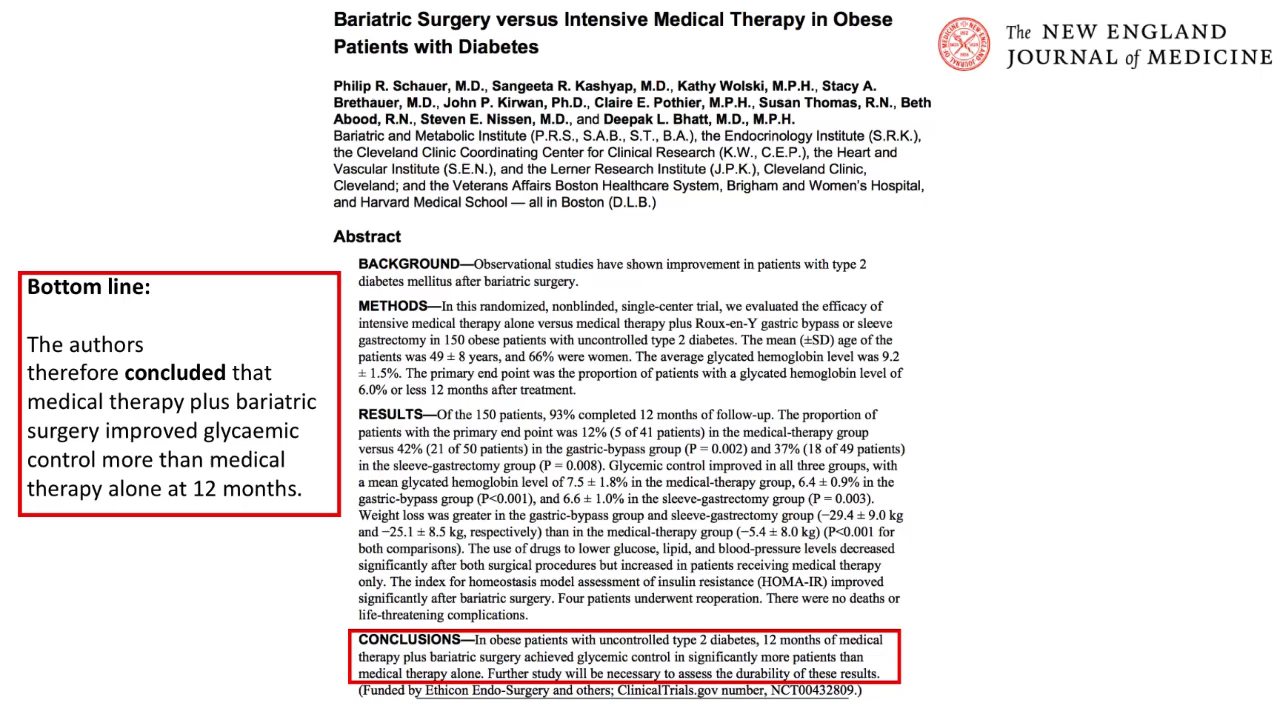 Bariatric Surgery versus Intensive Medical Therapy in Obese
Patients with Diabetes
The NEW ENGLAND
JOURNAL of MEDICINE
Philip R. Schauer, M.D., Sangeeta R. Kashyap, M.D., Kathy Wolski, M.P.H., Stacy A.
Brethauer, M.D., John P. Kirwan, Ph.D., Claire E. Pothier, M.P.H., Susan Thomas, R.N., Beth
Abood, R.N., Steven E. Nissen, M.D., and Deepak L. Bhatt, M.D., M.P.H.
Bariatric and Metabolic Institute (P.R.S., S.A.B., S.T., B.A.), the Endocrinology Institute (S.R.K.),
the Cleveland Clinic Coordinating Center for Clinical Research (K.W., C.E.P.), the Heart and
Vascular Institute (S.E.N.), and the Lerner Research Institute (J.P.K.), Cleveland Clinic,
Cleveland; and the Veterans Affairs Boston Healthcare System, Brigham and Women's Hospital,
and Harvard Medical School — all in Boston (D.L.B.)
Abstract
BACKGROUND—Observational studies have shown improvement in patients with type 2
diabetes mellitus after bariatric surgery.
METHODS—In this randomized, nonblinded, single-center trial, we evaluated the efficacy of
intensive medical therapy alone versus medical therapy plus Roux-en-Y gastric bypass or sleeve
gastrectomy in 150 obese patients with uncontrolled type 2 diabetes. The mean (±SD) age of the
patients was 49 ± 8 years, and 66% were women. The average glycated hemoglobin level was 9.2
± 1.5%. The primary end point was the proportion of patients with a glycated hemoglobin level of
6.0% or less 12 months after treatment.
RESULTS—Of the 150 patients, 93% completed 12 months of follow-up. The proportion of
patients with the primary end point was 12% (5 of 41 patients) in the medical-therapy group
versus 42% (21 of 50 patients) in the gastric-bypass group (P = 0.002) and 37% (18 of 49 patients)
in the sleeve-gastrectomy group (P = 0.008). Glycemic control improved in all three groups, with
a mean glycated hemoglobin level of 7.5 ± 1.8% in the medical-therapy group, 6.4 ± 0.9% in the
gastric-bypass group (P<0.001), and 6.6 ± 1.0% in the sleeve-gastrectomy group (P = 0.003).
Weight loss was greater in the gastric-bypass group and sleeve-gastrectomy group (−29.4 ± 9.0 kg
and −25.1 ± 8.5 kg, respectively) than in the medical-therapy group (−5.4 ± 8.0 kg) (P<0.001 for
both comparisons). The use of drugs to lower glucose, lipid, and blood-pressure levels decreased
significantly after both surgical procedures but increased in patients receiving medical therapy
only. The index for homeostasis model assessment of insulin resistance (HOMA-IR) improved
significantly after bariatric surgery. Four patients underwent reoperation. There were no deaths or
life-threatening complications.
CONCLUSIONS—In obese patients with uncontrolled type 2 diabetes, 12 months of medical
therapy plus bariatric surgery achieved glycemic control in significantly more patients than
medical therapy alone. Further study will be necessary to assess the durability of these results.
(Funded by Ethicon Endo-Surgery and others; ClinicalTrials.gov number, NCT00432809.)
Bottom line:
The authors
therefore concluded that
medical therapy plus bariatric
surgery improved glycaemic
control more than medical
therapy alone at 12 months.